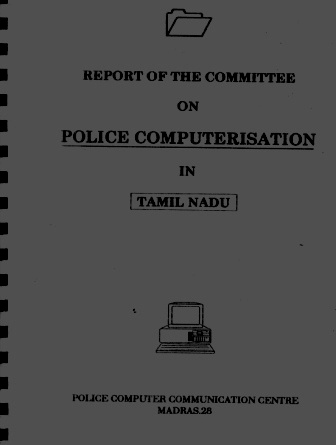 REPORT OF THE COMMITTEE
ON
POLICE COMPUTERISATION
IN
TAMIL NADU
POLICE COMPUTER COMMUNICATION CENTRE
MADRAS.28